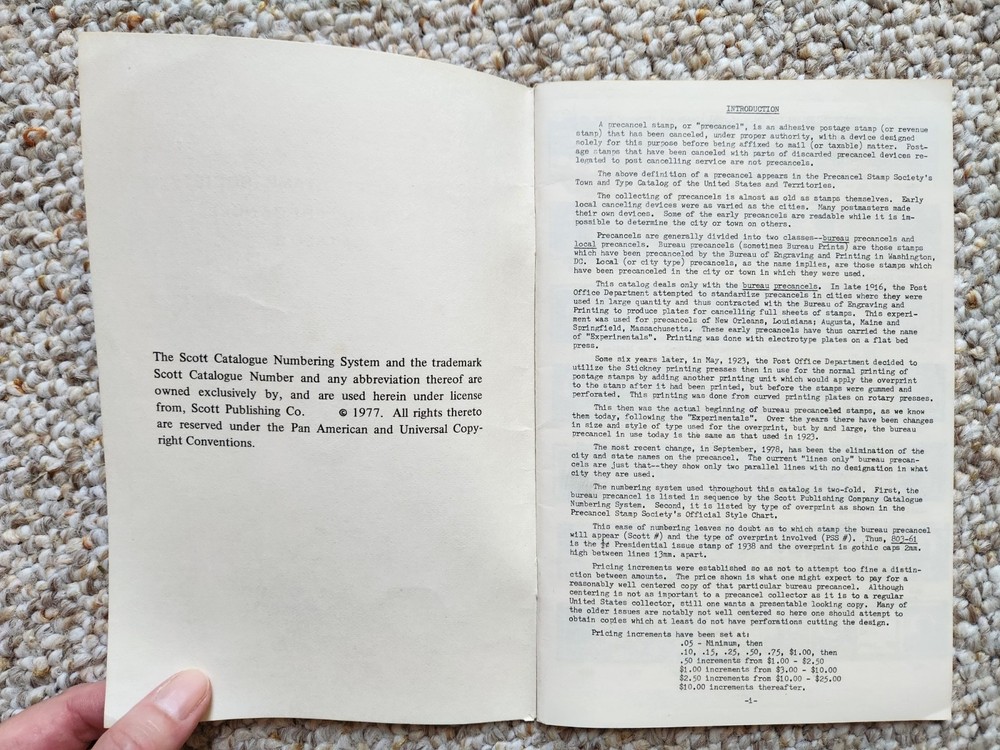 The Scott Catalogue Numbering System and the trademark
Scott Catalogue Number and any abbreviation thereof are
owned exclusively by, and are used herein under license
from, Scott Publishing Co. © 1977. All rights thereto
are reserved under the Pan American and Universal Copy-
right Conventions.
INTRODUCTION
A precancel stamp, or "precancel", is an adhesive postage stamp (or revenue
stamp) that has been canceled, under proper authority, with a device designed
solely for this purpose before being affixed to mail (or taxable) matter. Post-
age stamps that have been canceled with parts of discarded precancel devices re-
legated to post cancelling service are not precancels.
The above definition of a precancel appears in the Precancel Stamp Society's
Town and Type Catalog of the United States and Territories.
The collecting of precancels is almost as old as stamps themselves. Early
local canceling devices were as varied as the cities. Many postmasters made
their own devices. Some of the early precancels are readable while it is im-
possible to determine the city or town on others.
Precancels are generally divided into two classes--bureau precancels and
local precancels. Bureau precancels (sometimes Bureau Prints) are those stamps
which have been precanceled by the Bureau of Engraving and Printing in Washington,
DC. Local (or city type) precancels, as the name implies, are those stamps which
have been precanceled in the city or town in which they were used.
This catalog deals only with the bureau precancels. In late 1916, the Post
Office Department attempted to standardize precancels in cities where they were
used in large quantity and thus contracted with the Bureau of Engraving and
Printing to produce plates for cancelling full sheets of stamps. This experi-
ment was used for precancels of New Orleans, Louisiana; Augusta, Maine and
Springfield, Massachusetts. These early precancels have thus carried the name
of "Experimentals". Printing was done with electrotype plates on a flat bed
press.
Some six years later, in May, 1923, the Post Office Department decided to
utilize the Stickney printing presses then in use for the normal printing of
postage stamps by adding another printing unit which would apply the overprint
to the stamp after it had been printed, but before the stamps were gummed and
perforated. This printing was done from curved printing plates on rotary presses.
This then was the actual beginning of bureau precanceled stamps, as we know
them today, following the "Experimentals". Over the years there have been changes
in size and style of type used for the overprint, but by and large, the bureau
precancel in use today is the same as that used in 1923.
The most recent change, in September, 1978, has been the elimination of the
city and state names on the precancel. The current "lines only" bureau precan-
cels are just that--they show only two parallel lines with no designation in what
city they are used.
The numbering system used throughout this catalog is two-fold. First, the
bureau precancel is listed in sequence by the Scott Publishing Company Catalogue
Numbering System. Second, it is listed by type of overprint as shown in the
Precancel Stamp Society's Official Style Chart.
This ease of numbering leaves no doubt as to which stamp the bureau precancel
will appear (Scott #) and the type of overprint involved (PSS #). Thus, 803-61
is the ½¢ Presidential issue stamp of 1938 and the overprint is gothic caps 2mm.
high between lines 13mm. apart.
Pricing increments were established so as not to attempt too fine a distin-
ction between amounts. The price shown is what one might expect to pay for a
reasonably well centered copy of that particular bureau precancel. Although
centering is not as important to a precancel collector as it is to a regular
United States collector, still one wants a presentable looking copy. Many of
the older issues are notably not well centered so here one should attempt to
obtain copies which at least do not have perforations cutting the design.
Pricing increments have been set at:
.05 - Minimum, then
.10, .15, .25, .50, .75, $1.00, then
.50 increments from $1.00 - $2.50
$1.00 increments from $3.00 - $10.00
$2.50 increments from $10.00 - $25.00
$10.00 increments thereafter.
-i-